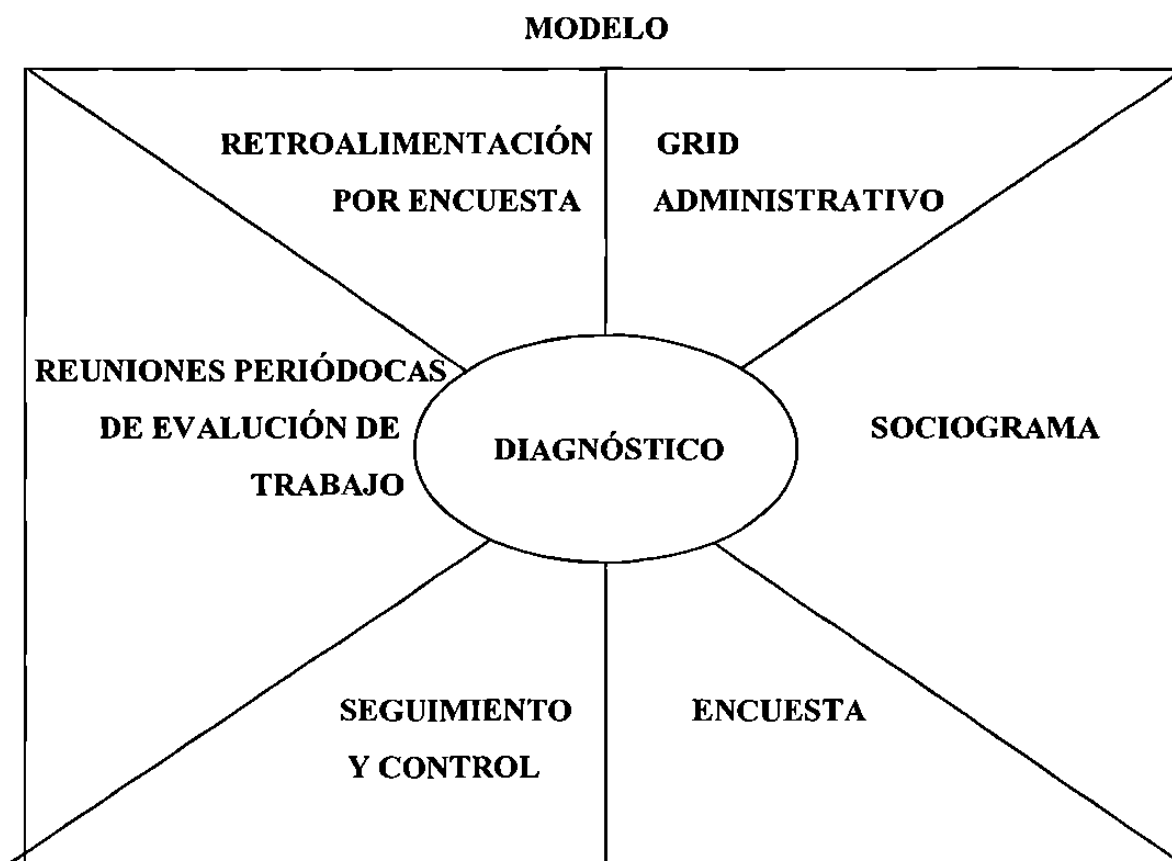 MODELO
RETROALIMENTACIÓN
POR ENCUESTA
GRID
ADMINISTRATIVO
REUNIONES PERIÓDOCAS
DE EVALUCIÓN DE
TRABAJO
DIAGNÓSTICO
SOCIOGRAMA
SEGUIMIENTO
Y CONTROL
ENCUESTA